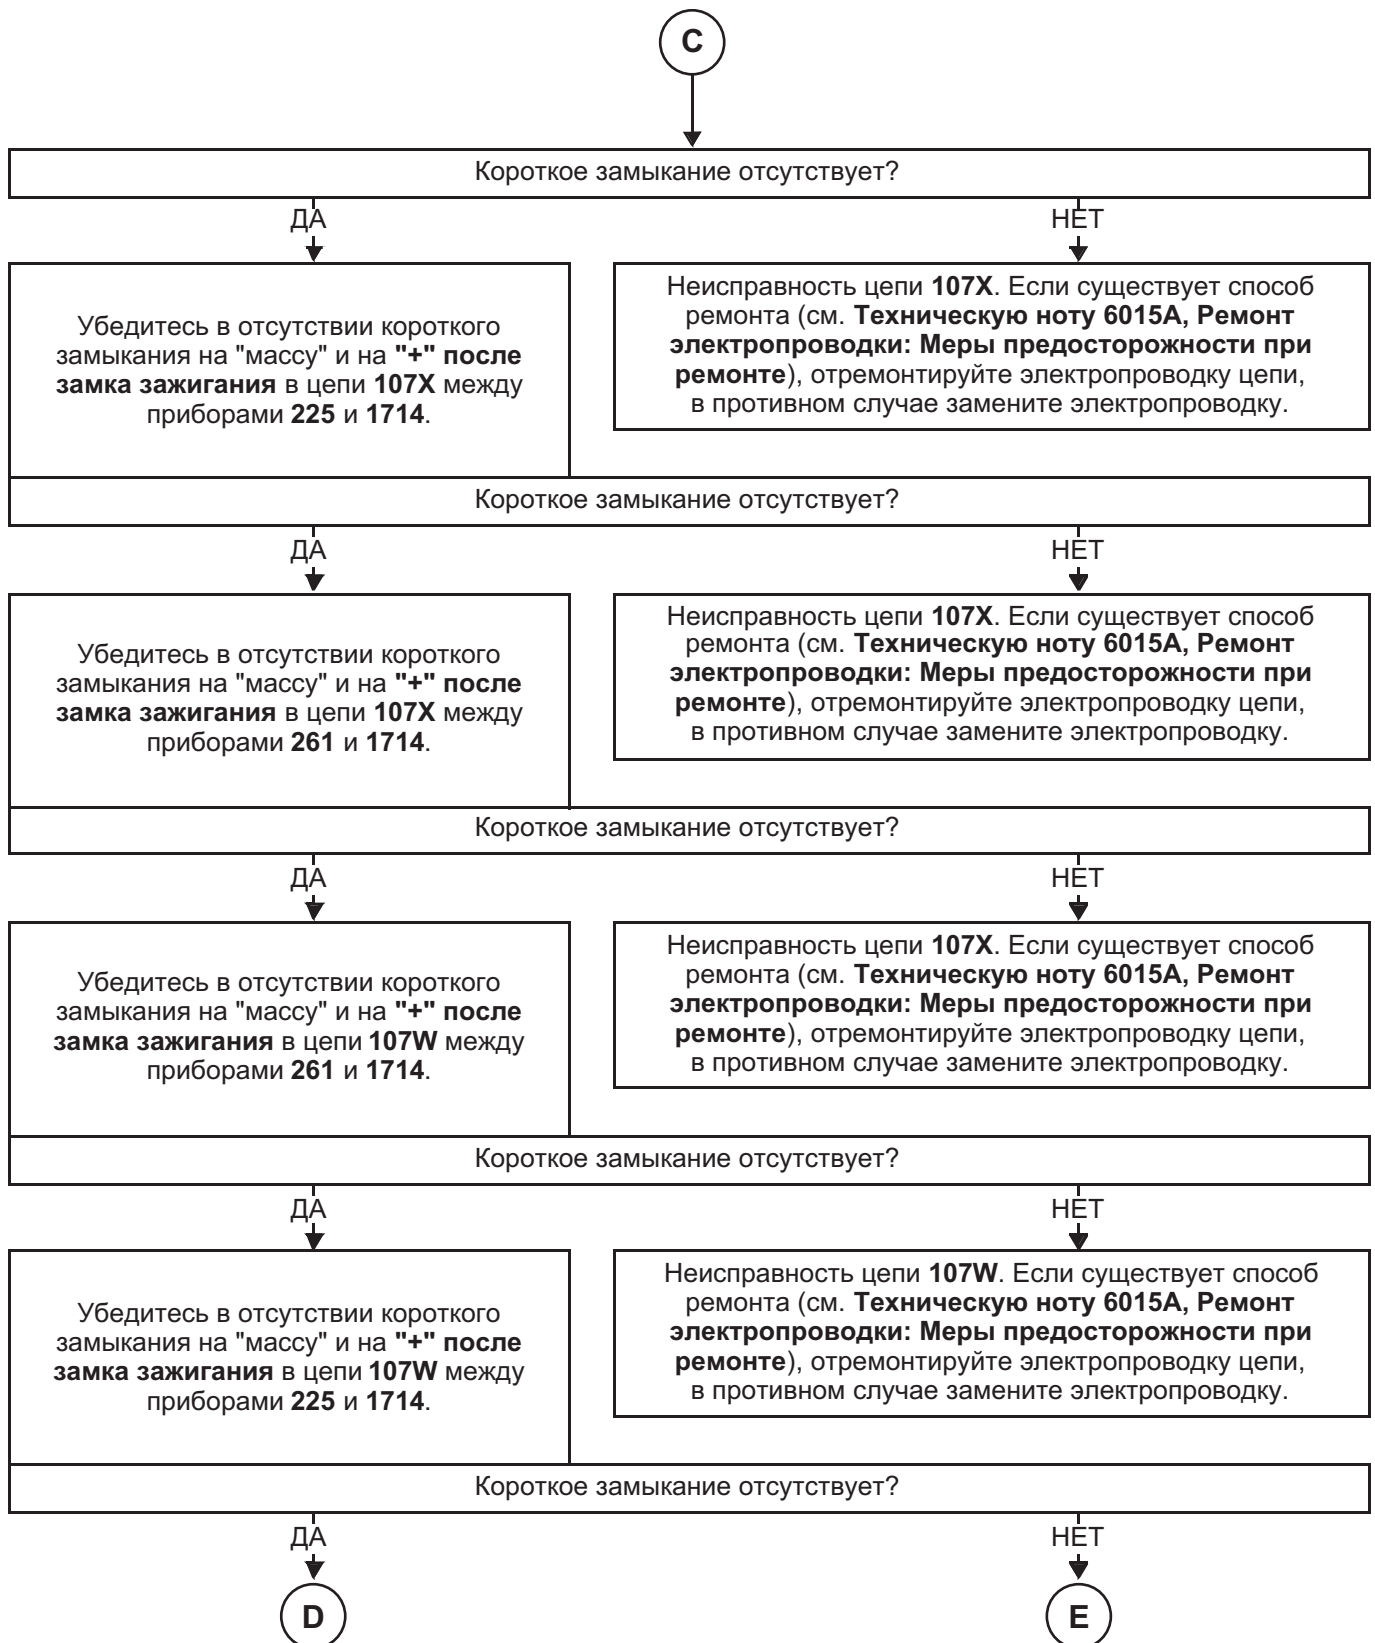 C
Короткое замыкание отсутствует?
ДА
НЕТ
Убедитесь в отсутствии короткого
замыкания на "массу" и на "+" после
замка зажигания в цепи 107X между
приборами 225 и 1714.
Неисправность цепи 107X. Если существует способ
ремонта (см. Техническую ноту 6015A, Ремонт
электропроводки: Меры предосторожности при
ремонте), отремонтируйте электропроводку цепи,
в противном случае замените электропроводку.
Короткое замыкание отсутствует?
ДА
НЕТ
Убедитесь в отсутствии короткого
замыкания на "массу" и на "+" после
замка зажигания в цепи 107X между
приборами 261 и 1714.
Неисправность цепи 107X. Если существует способ
ремонта (см. Техническую ноту 6015A, Ремонт
электропроводки: Меры предосторожности при
ремонте), отремонтируйте электропроводку цепи,
в противном случае замените электропроводку.
Короткое замыкание отсутствует?
ДА
НЕТ
Убедитесь в отсутствии короткого
замыкания на "массу" и на "+" после
замка зажигания в цепи 107W между
приборами 261 и 1714.
Неисправность цепи 107X. Если существует способ
ремонта (см. Техническую ноту 6015A, Ремонт
электропроводки: Меры предосторожности при
ремонте), отремонтируйте электропроводку цепи,
в противном случае замените электропроводку.
Короткое замыкание отсутствует?
ДА
НЕТ
Убедитесь в отсутствии короткого
замыкания на "массу" и на "+" после
замка зажигания в цепи 107W между
приборами 225 и 1714.
Неисправность цепи 107W. Если существует способ
ремонта (см. Техническую ноту 6015A, Ремонт
электропроводки: Меры предосторожности при
ремонте), отремонтируйте электропроводку цепи,
в противном случае замените электропроводку.
Короткое замыкание отсутствует?
ДА
НЕТ
D
E